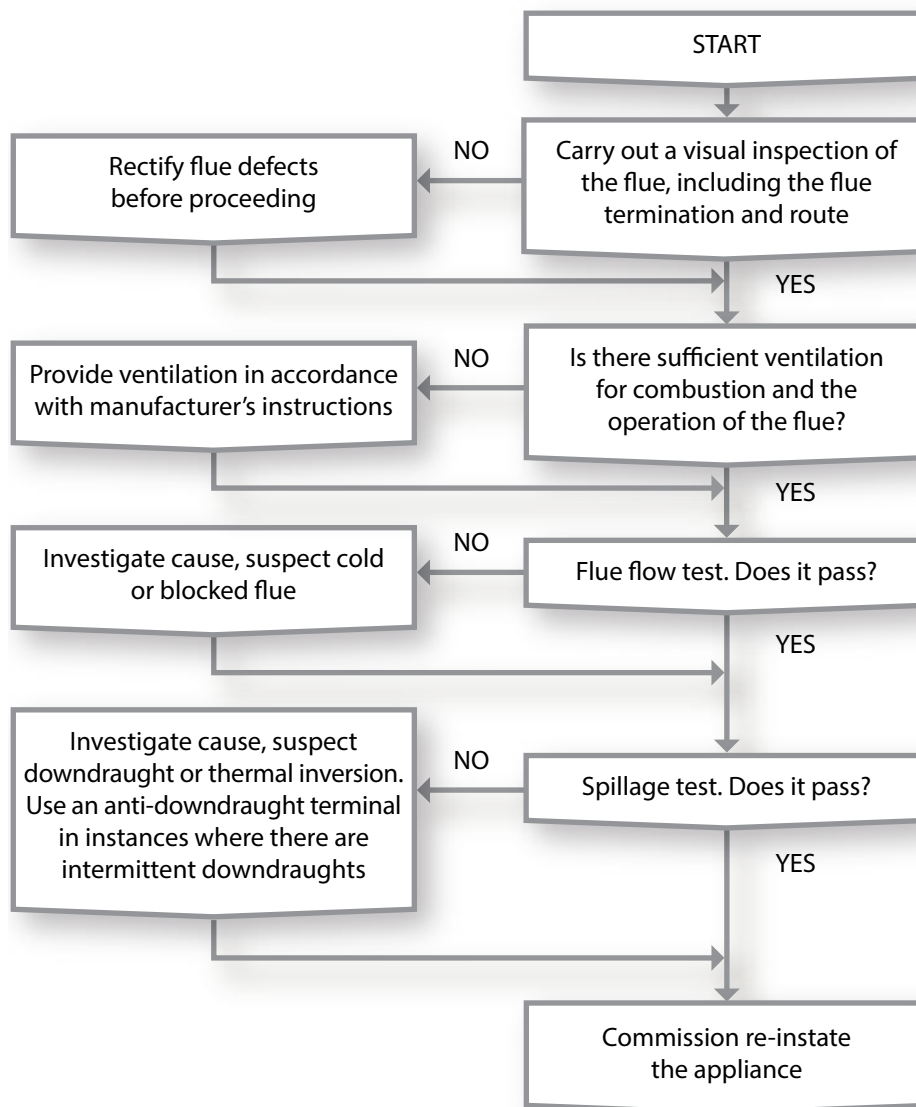 START
Carry out a visual inspection of
the flue, including the flue
termination and route
NO
Rectify flue defects
before proceeding
YES
Is there sufficient ventilation
for combustion and the
operation of the flue?
NO
Provide ventilation in accordance
with manufacturer’s instructions
YES
Flue flow test. Does it pass?
NO
Investigate cause, suspect cold
or blocked flue
YES
Spillage test. Does it pass?
NO
Investigate cause, suspect
downdraught or thermal inversion.
Use an anti-downdraught terminal
in instances where there are
intermittent downdraughts
YES
Commission re-instate
the appliance